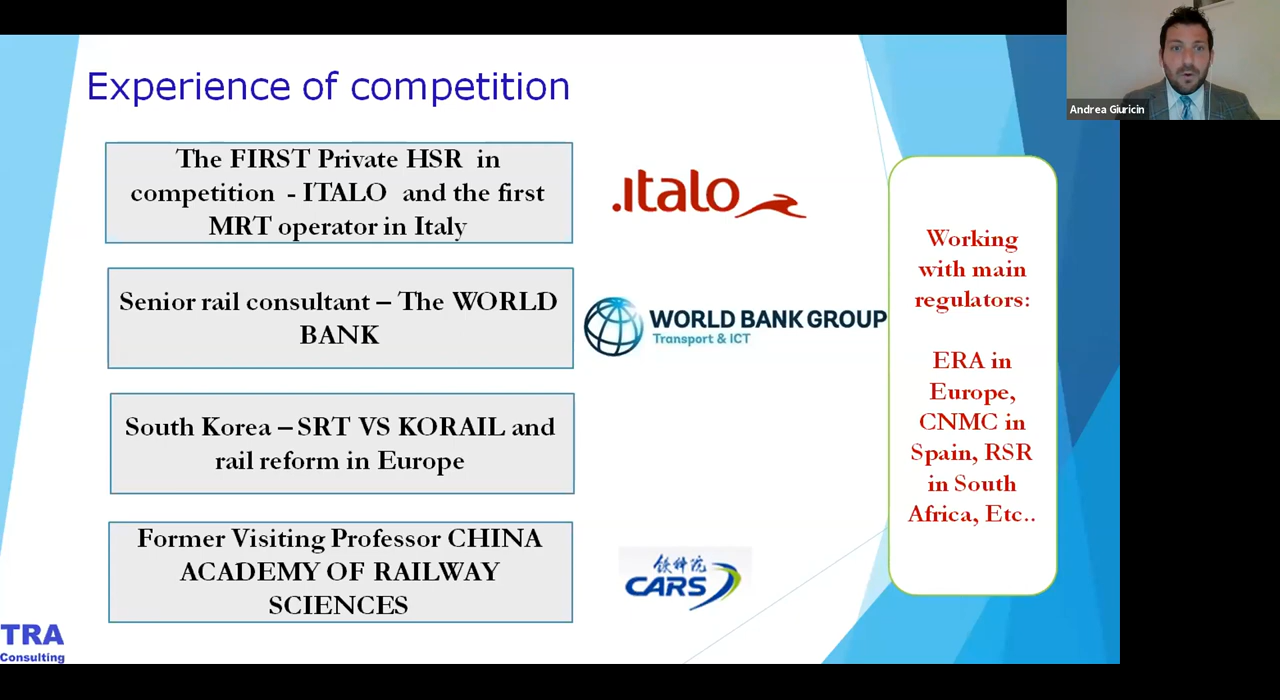 Experience of competition
Andrea Giuricin
The FIRST Private HSR in
competition - ITALO and the first
MRT operator in Italy
.italo
Senior rail consultant – The WORLD
BANK
WORLD BANK GROUP
Transport & ICT
South Korea – SRT VS KORAIL and
rail reform in Europe
Former Visiting Professor CHINA
ACADEMY OF RAILWAY
SCIENCES
铁科院
CARS
Working
with main
regulators:
ERA in
Europe,
CNMC in
Spain, RSR
in South
Africa, Etc..
TRA
Consulting